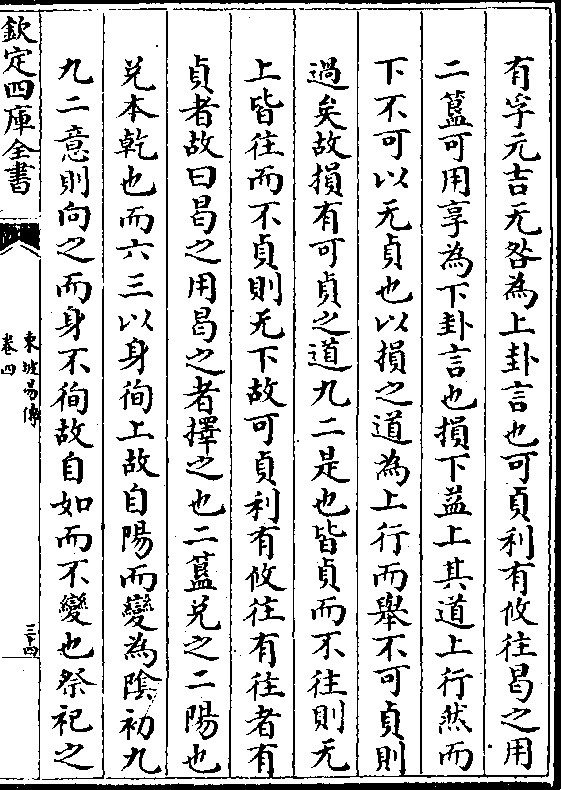 有孚元吉无咎為上卦言也可貞利有攸往曷之用
二簋可用享為下卦言也損下益上其道上行然而
下不可以无貞也以損之道為上行而舉不可貞則
過矣故損有可貞之道九二是也皆貞而不往則无
上皆往而不貞則无下故可貞利有攸往有往者有
貞者故曰曷之用曷之者擇之也二簋兑之二陽也
兑本乾也而六三以身徇上故自陽而變為陰初九
九二意則向之而身不徇故自如而不變也祭祀之
欽定四庫全書
東坡易傳
卷四
三十四